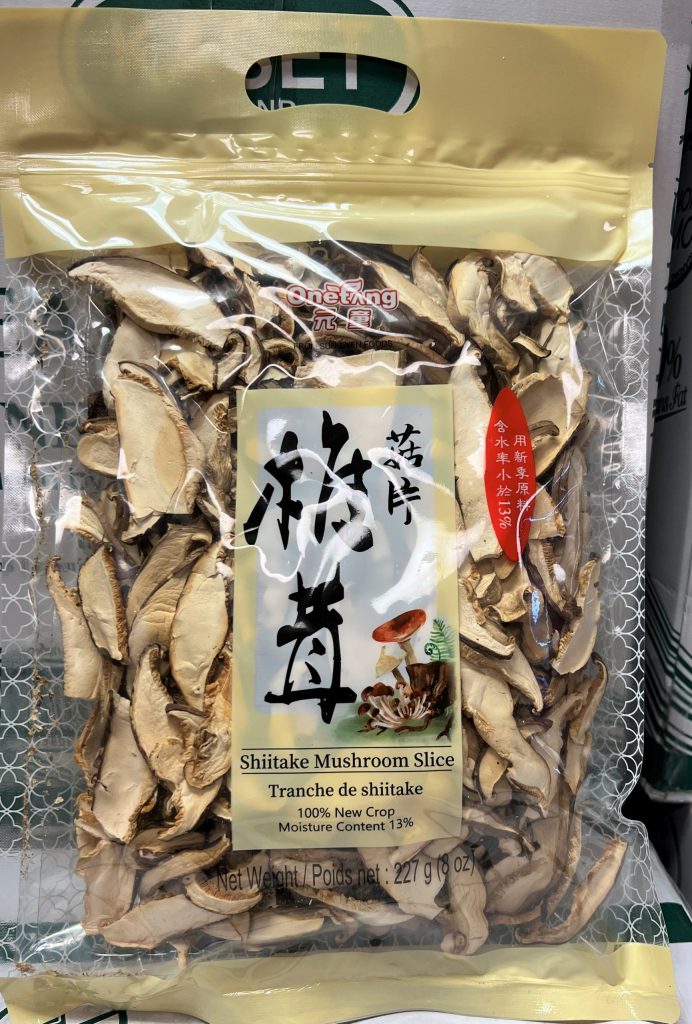 Onetang
元童
FOODS
菇片
椎茸
用新季原料
含水率小於13%
Shiitake Mushroom Slice
Tranche de shiitake
100% New Crop
Moisture Content 13%
Net Weight / Poids net : 227 g (8 oz)